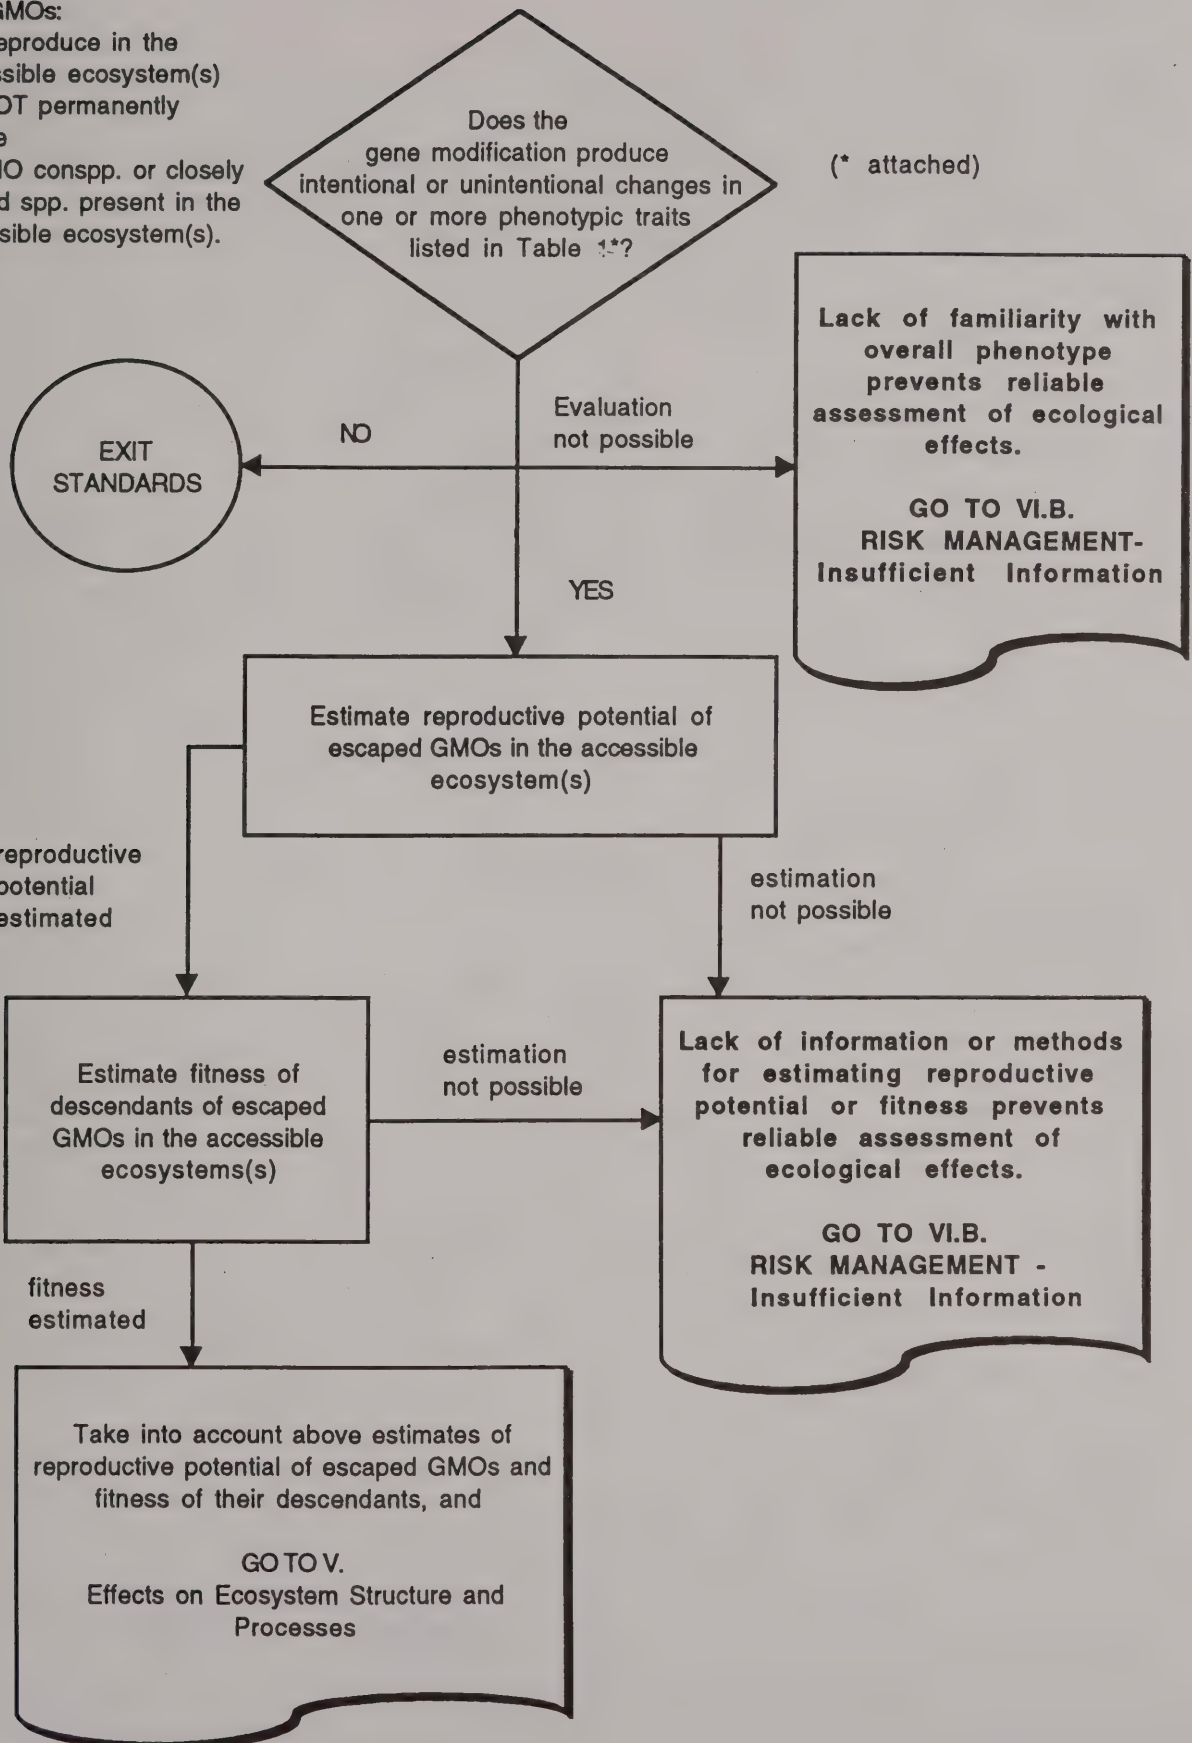 GMOs:
reproduce in the
ssible ecosystem(s)
OT permanently
e
NO conspp. or closely
d spp. present in the
sible ecosystem(s).
Does the
gene modification produce
intentional or unintentional changes in
one or more phenotypic traits
listed in Table 1*?
(* attached)
Lack of familiarity with
overall phenotype
prevents reliable
assessment of ecological
effects.
GO TO VI.B.
RISK MANAGEMENT-
Insufficient Information
EXIT
STANDARDS
NO
Evaluation
not possible
YES
Estimate reproductive potential of
escaped GMOs in the accessible
ecosystem(s)
reproductive
potential
estimated
estimation
not possible
Estimate fitness of
descendants of escaped
GMOs in the accessible
ecosystems(s)
estimation
not possible
Lack of information or methods
for estimating reproductive
potential or fitness prevents
reliable assessment of
ecological effects.
GO TO VI.B.
RISK MANAGEMENT -
Insufficient Information
fitness
estimated
Take into account above estimates of
reproductive potential of escaped GMOs and
fitness of their descendants, and
GO TO V.
Effects on Ecosystem Structure and
Processes